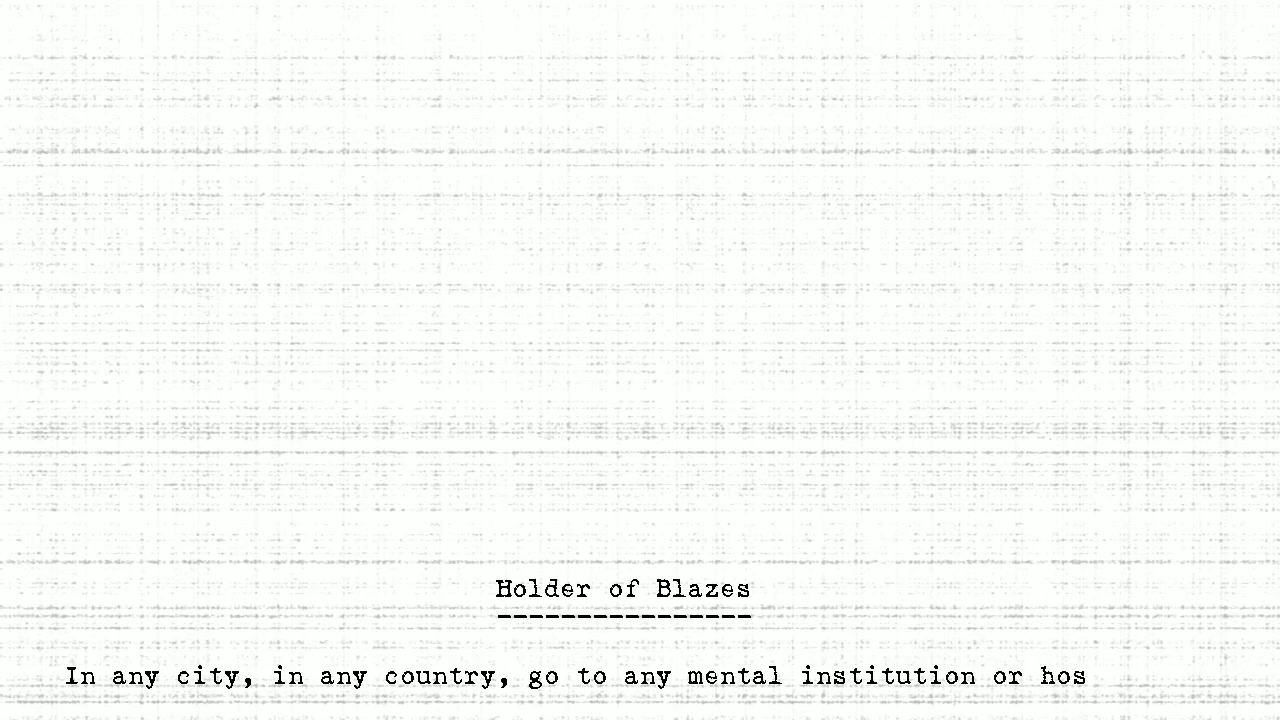 Holder of Blazes
----------------
In any city, in any country, go to any mental institution or hos